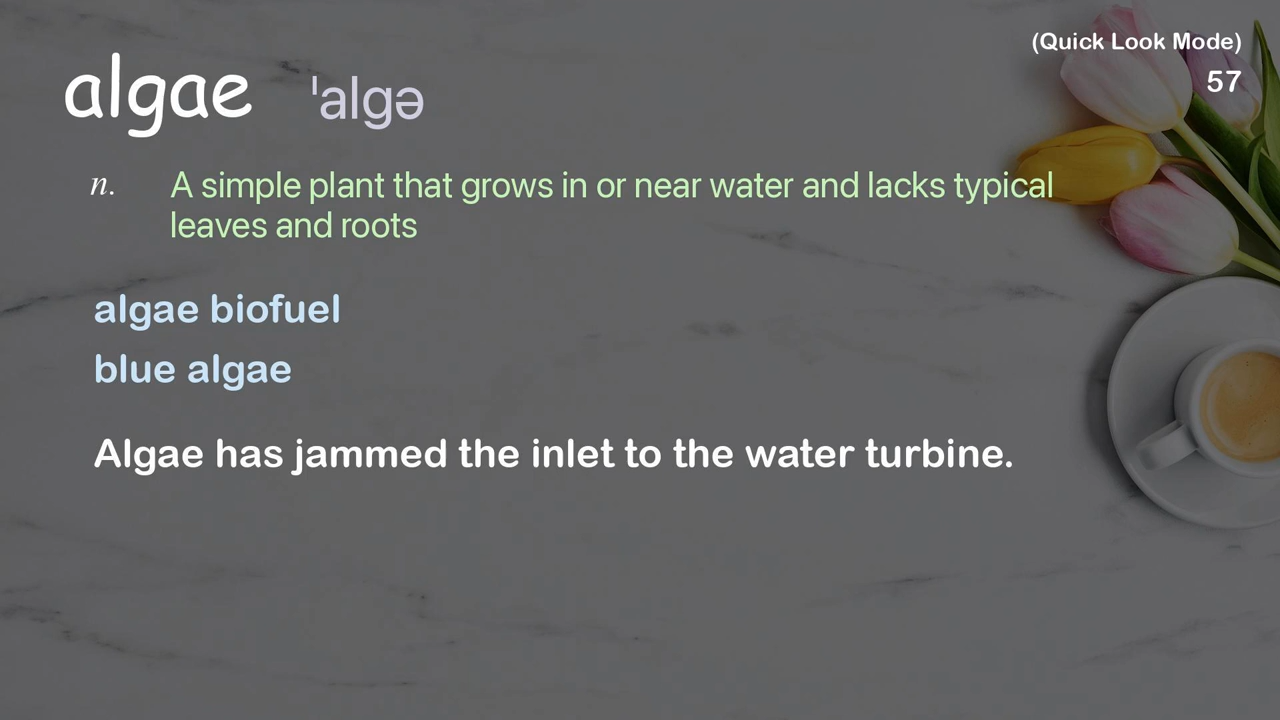 (Quick Look Mode)
57
algae ˈalgə
n. A simple plant that grows in or near water and lacks typical
leaves and roots
algae biofuel
blue algae
Algae has jammed the inlet to the water turbine.